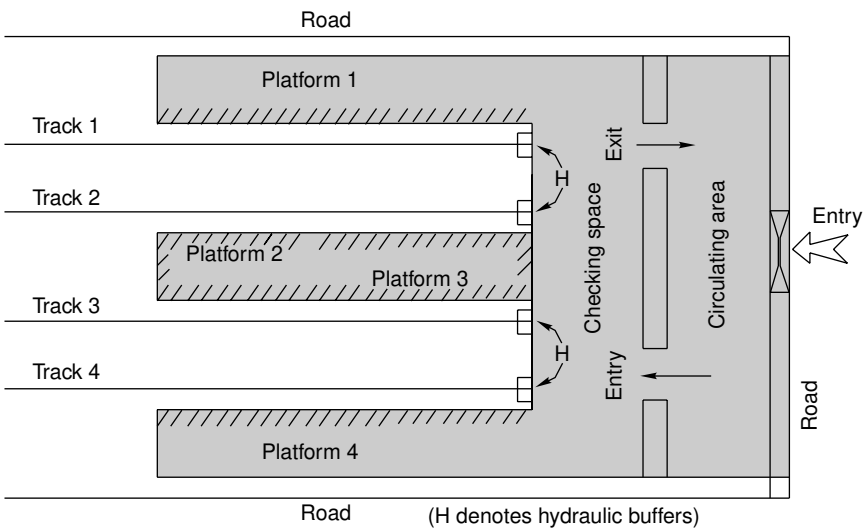 Road
Platform 1
Track 1
Exit
H
Track 2
Entry
Platform 2
Checking space
Circulating area
Platform 3
Track 3
H
Track 4
Entry
Road
Platform 4
Road
(H denotes hydraulic buffers)